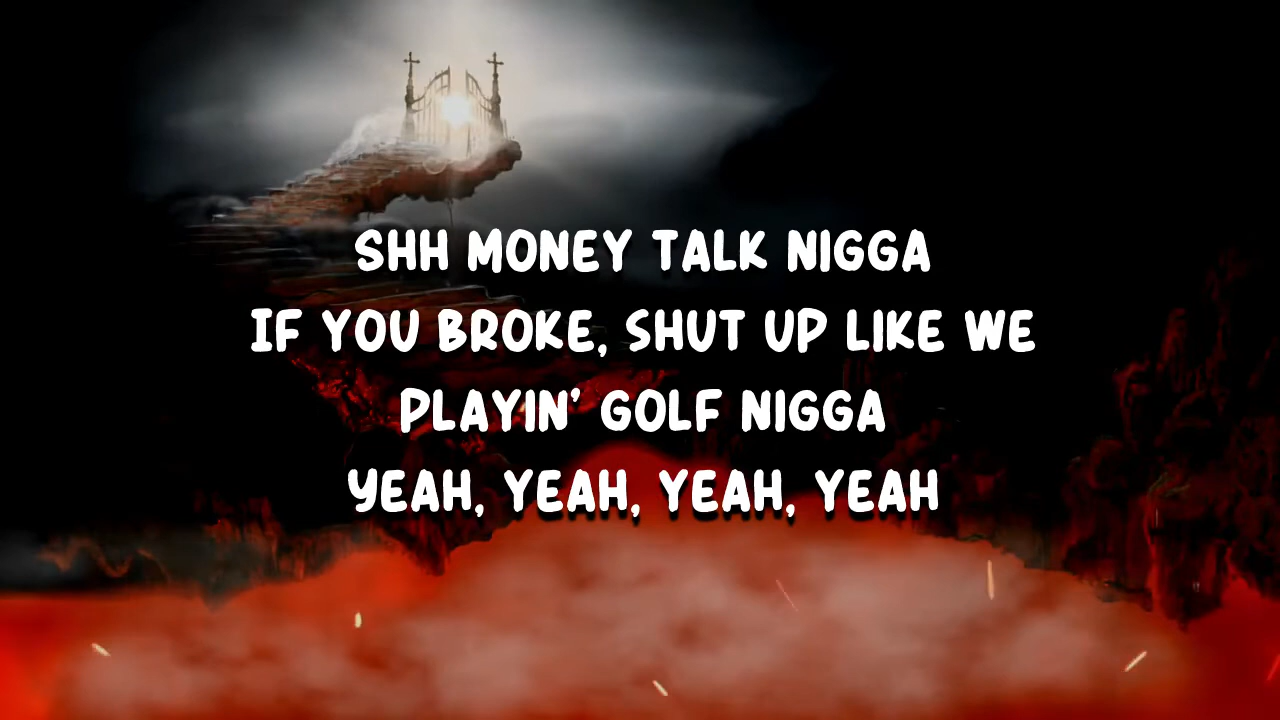 SHH MONEY TALK NIGGA
IF YOU BROKE, SHUT UP LIKE WE
PLAYIN' GOLF NIGGA
YEAH, YEAH, YEAH, YEAH